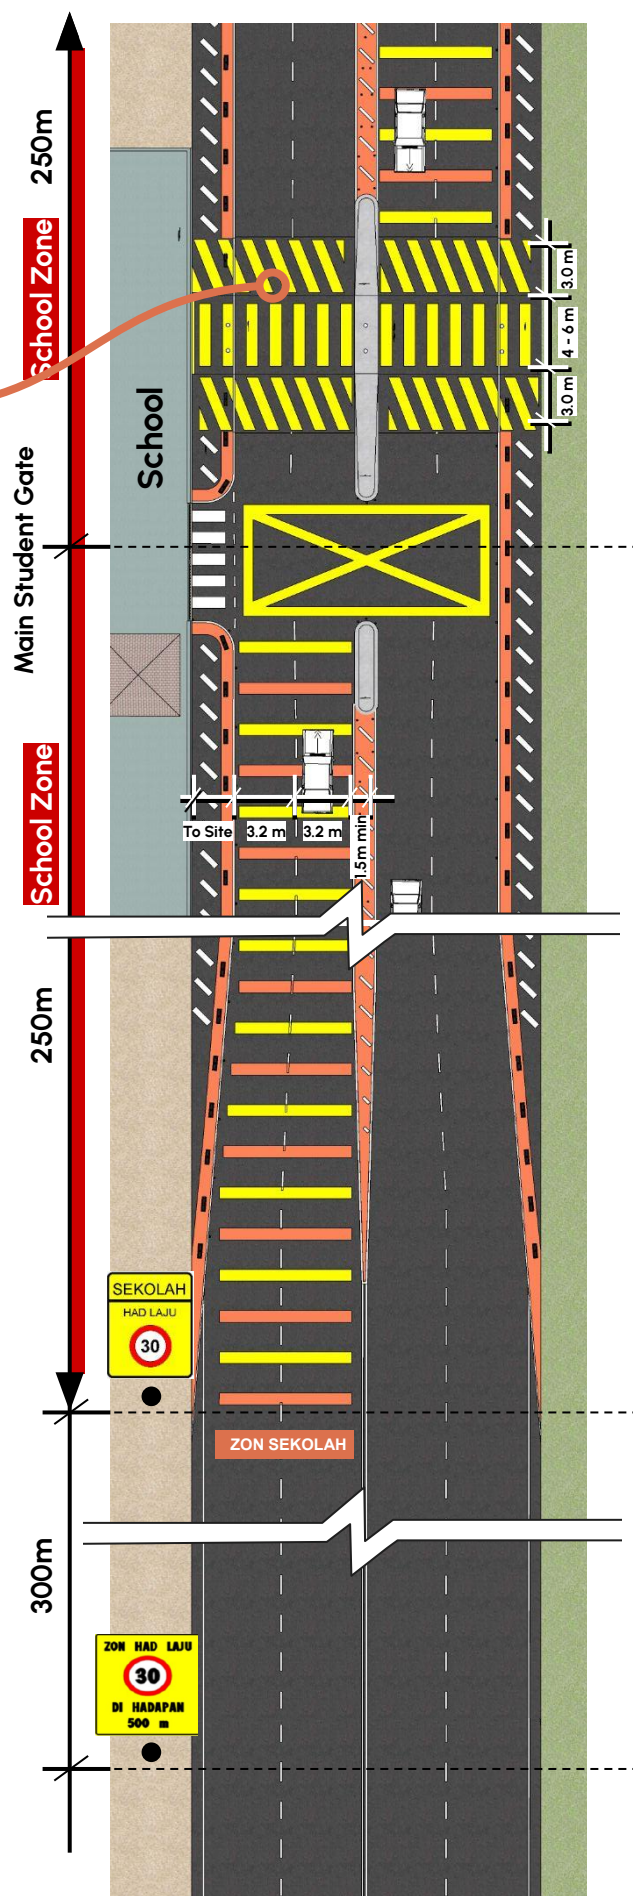 250m
School Zone
3.0 m
4 - 6 m
3.0 m
School
Main Student Gate
School Zone
To Site
3.2 m
3.2 m
1.5m min
250m
SEKOLAH
HAD LAJU
30
ZON SEKOLAH
300m
ZON HAD LAJU
30
DI HADAPAN
500 m